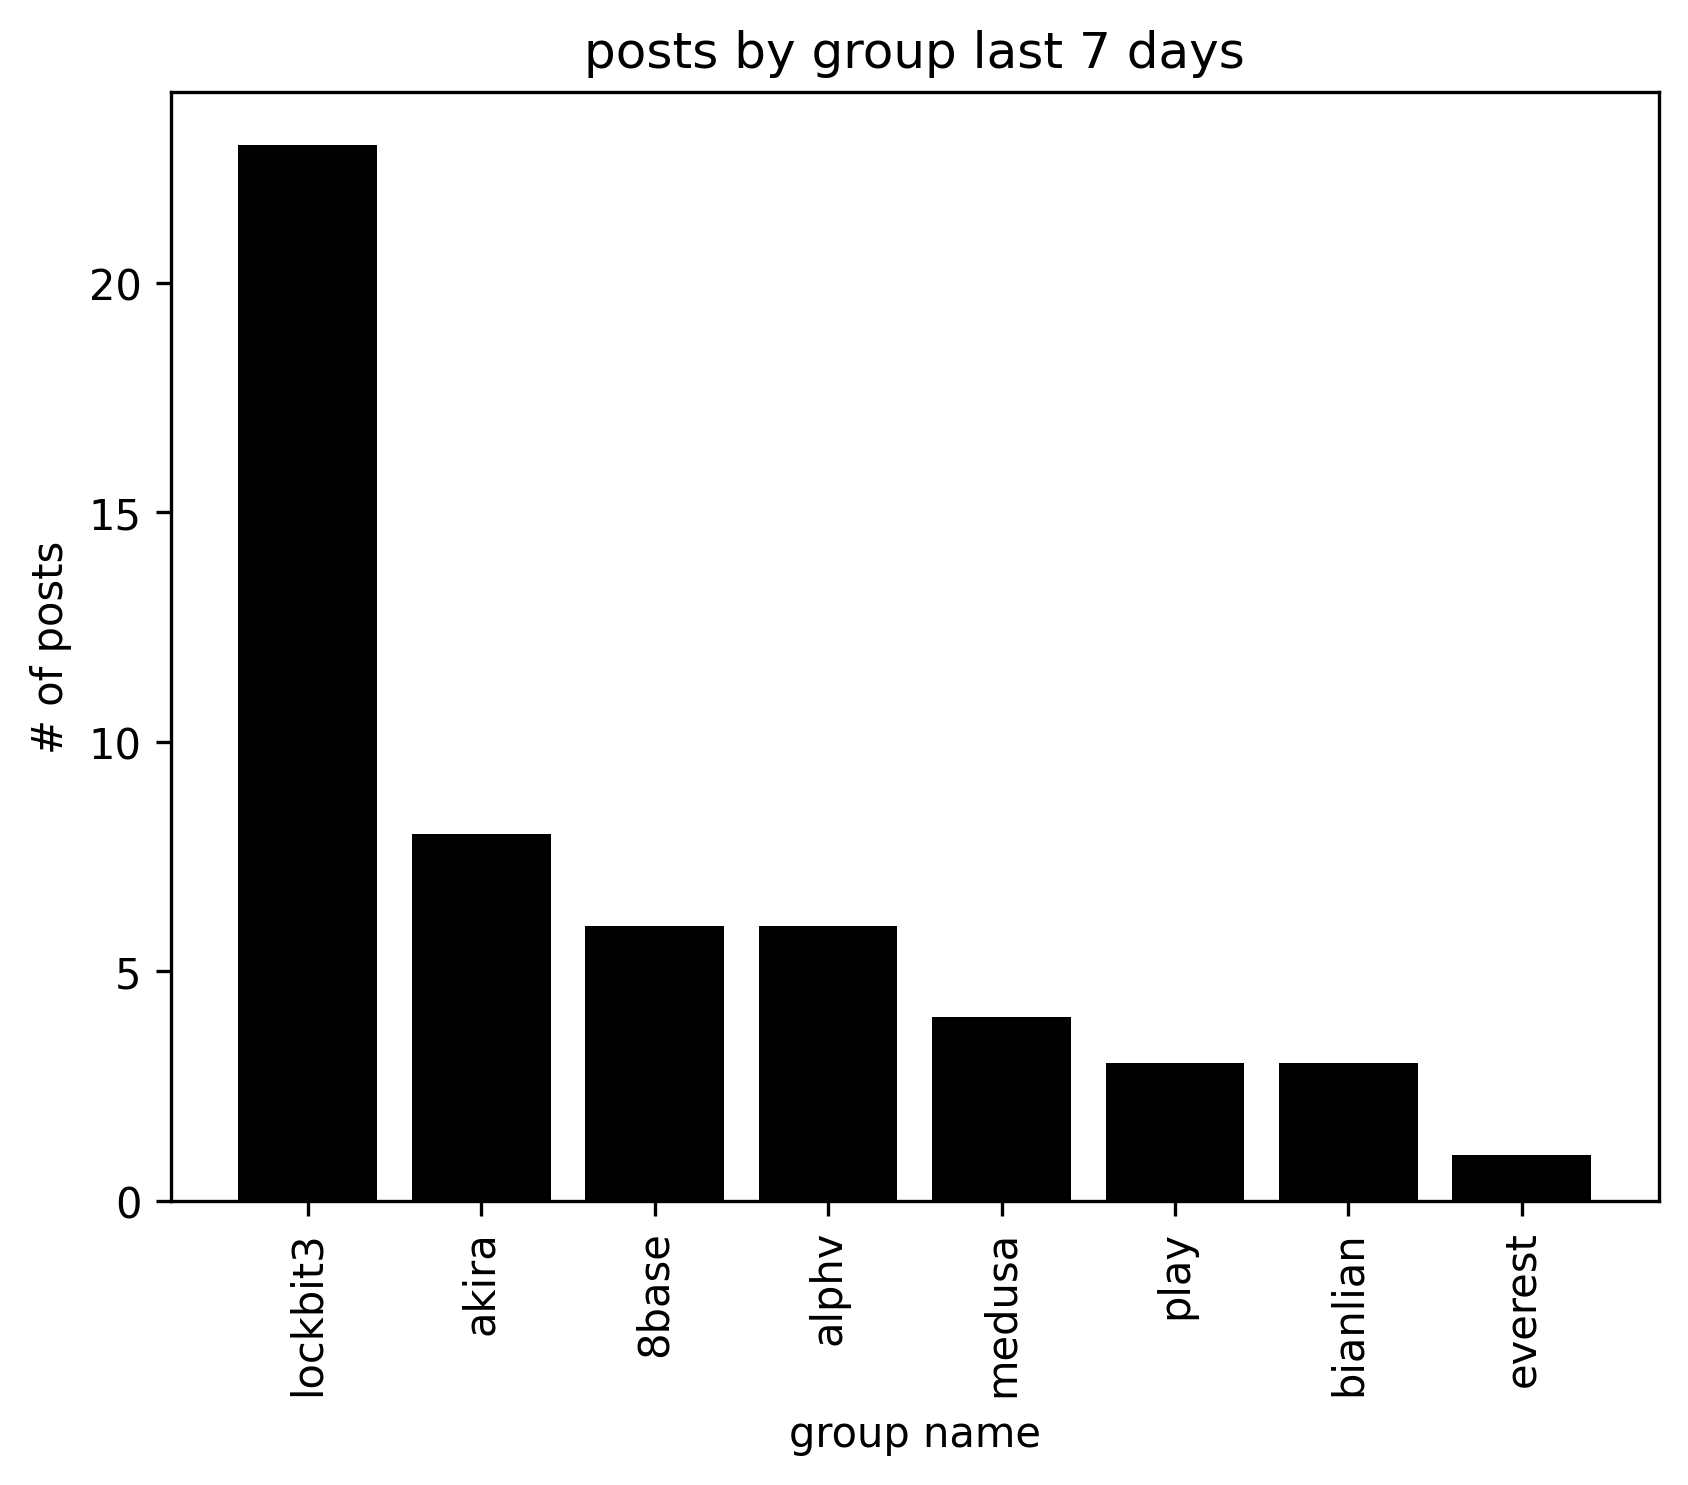 posts by group last 7 days
# of posts
20
15
10
5
0
lockbit3
akira
8base
alphv
medusa
play
bianlian
everest
group name